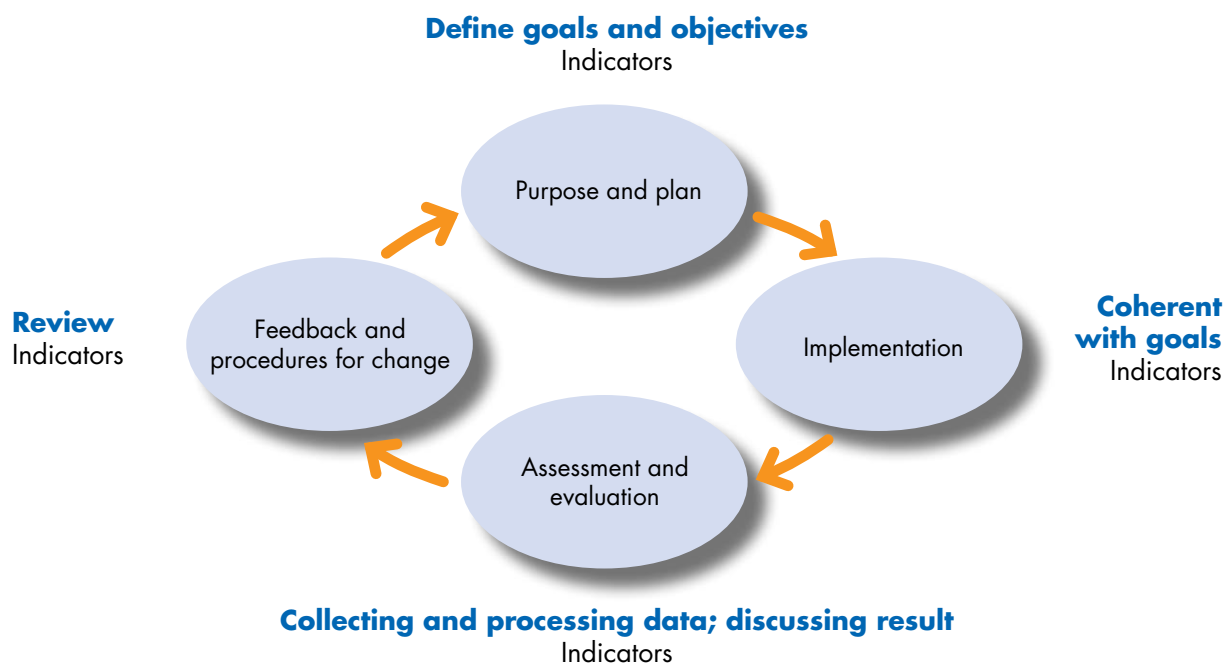 Define goals and objectives
Indicators
Purpose and plan
Review
Indicators
Feedback and
procedures for change
Implementation
Coherent
with goals
Indicators
Assessment and
evaluation
Collecting and processing data; discussing result
Indicators